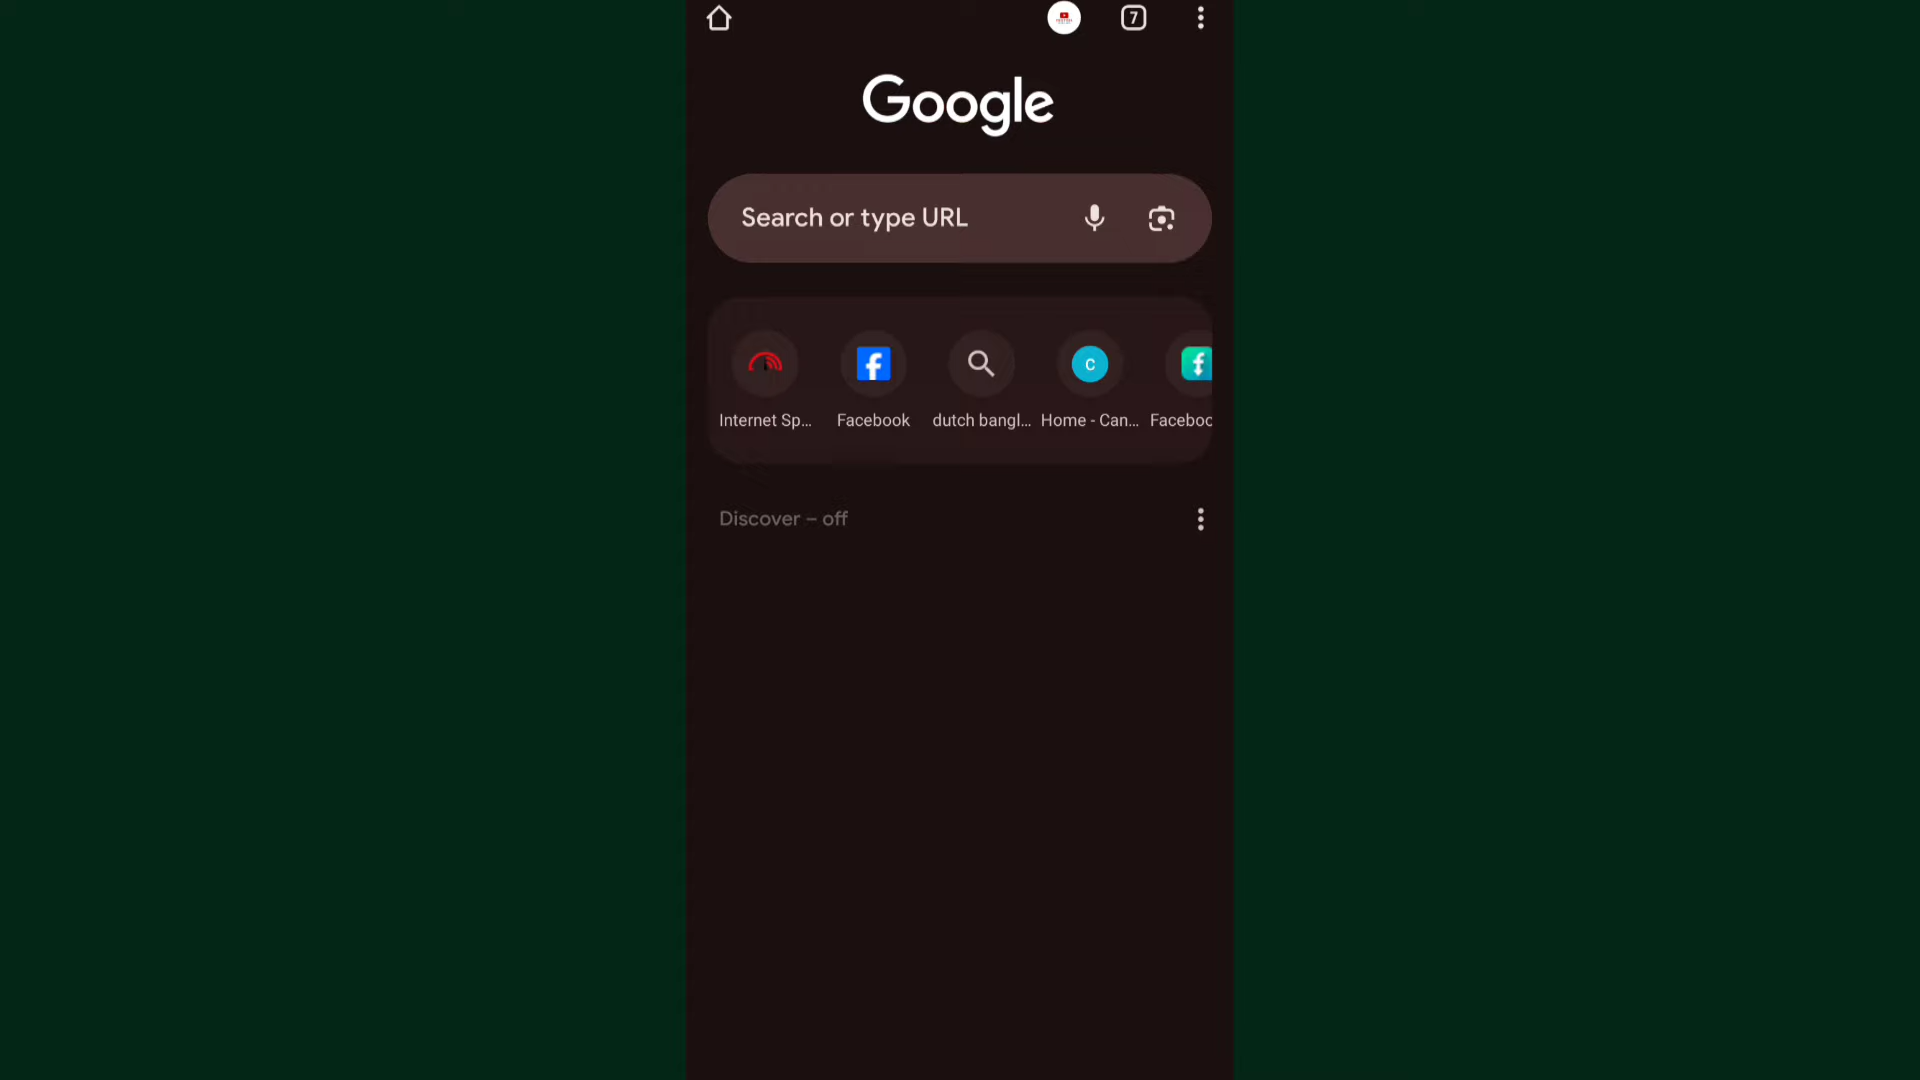 7
Google
Search or type URL
C
Internet Sp...
Facebook
dutch bangl...
Home - Can...
Faceboo
Discover – off